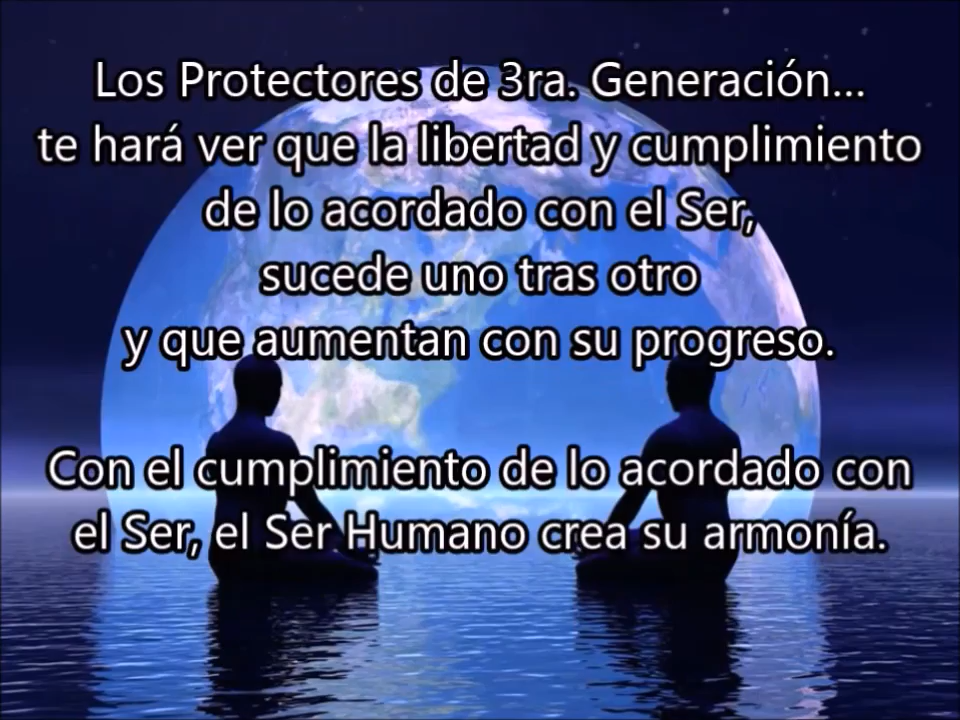 Los Protectores de 3ra. Generación...
te hará ver que la libertad y cumplimiento
de lo acordado con el Ser,
sucede uno tras otro
y que aumentan con su progreso.
Con el cumplimiento de lo acordado con
el Ser, el Ser Humano crea su armonía.